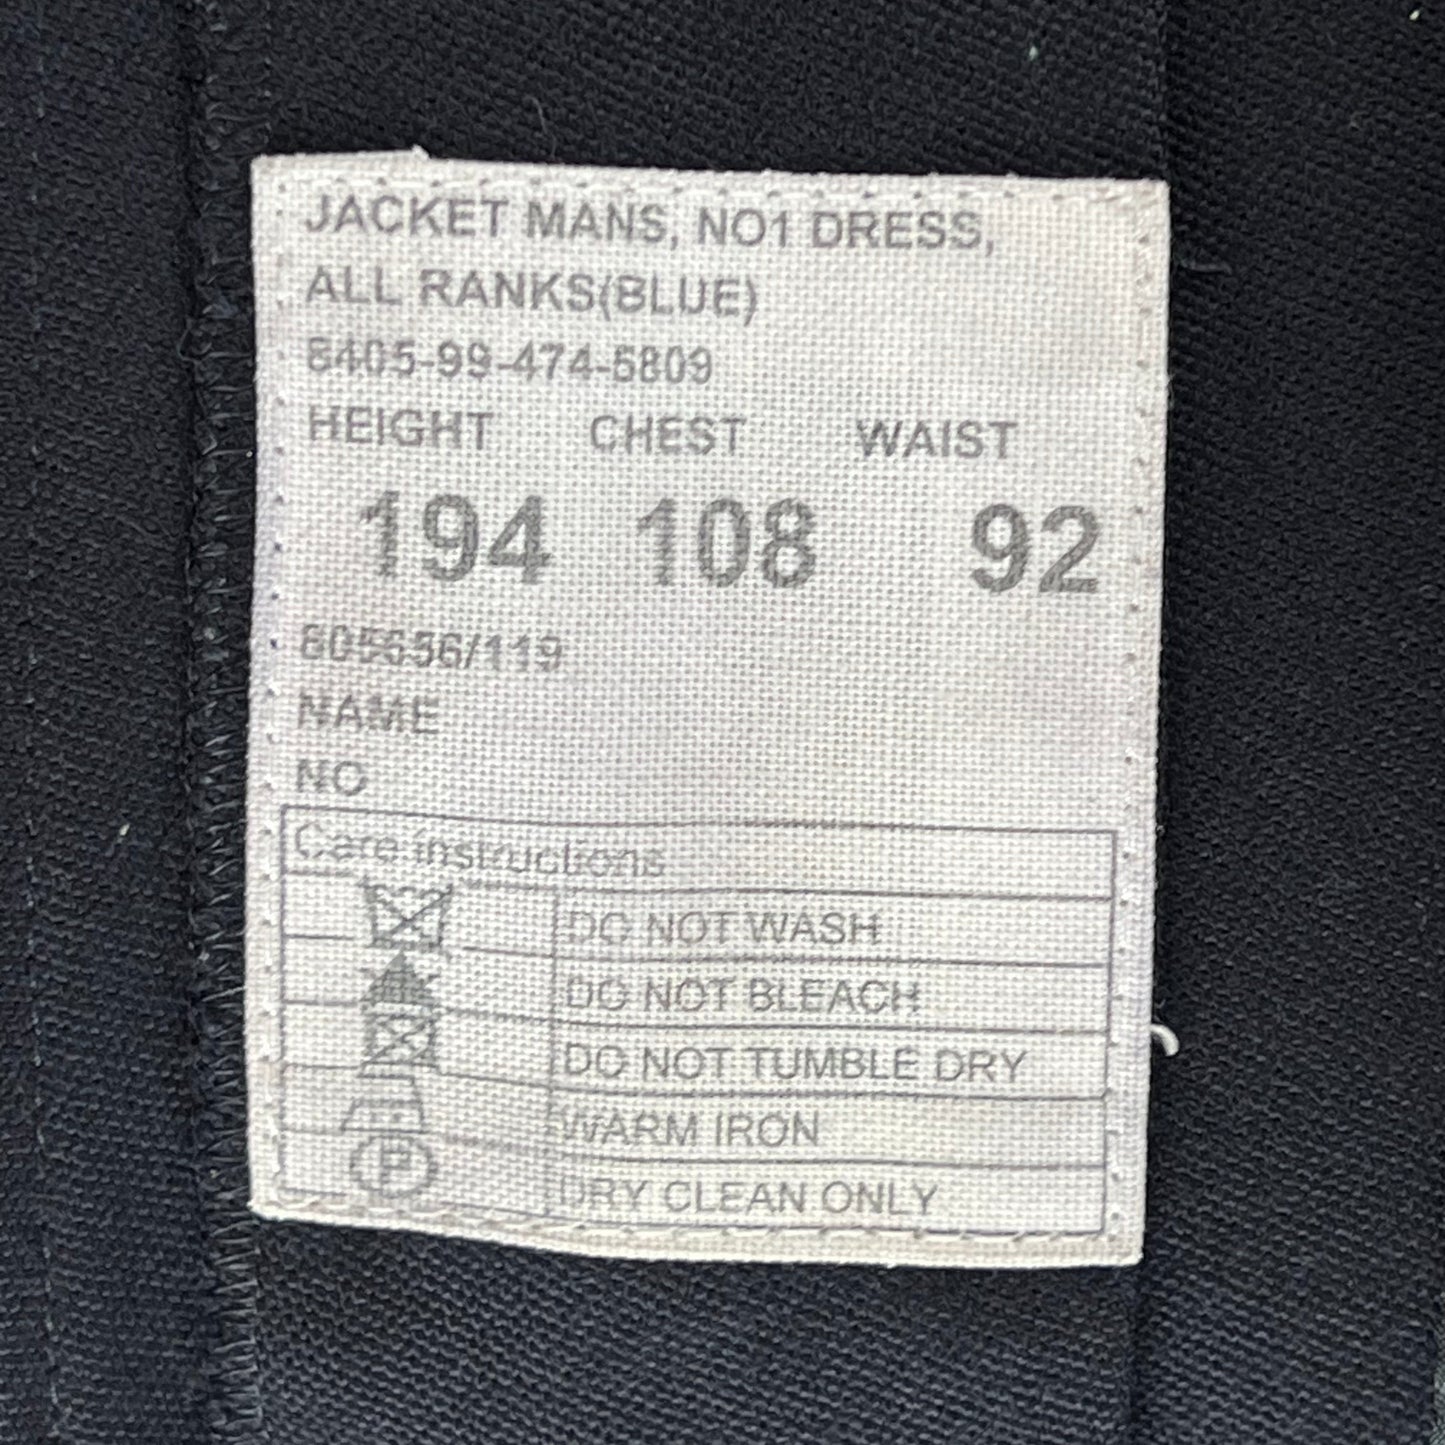 JACKET MANS, NO1 DRESS,
ALL RANKS(BLUE)
8405-99-474-5809
HEIGHT CHEST WAIST
194 108 92
805656/119
NAME
NO
Care instructions
DO NOT WASH
DO NOT BLEACH
DO NOT TUMBLE DRY
WARM IRON
P DRY CLEAN ONLY